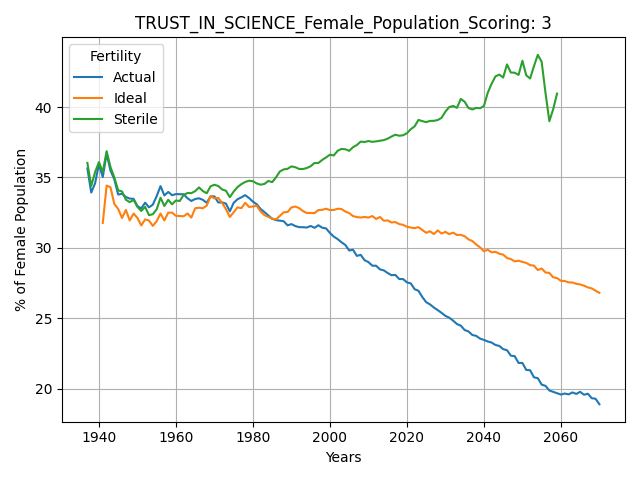 TRUST_IN_SCIENCE_Female_Population_Scoring: 3
Fertility
Actual
Ideal
Sterile
% of Female Population
40
35
30
25
20
1940 1960 1980 2000 2020 2040 2060
Years